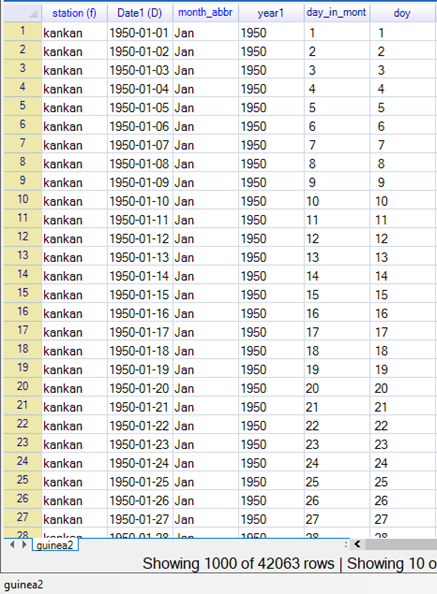 station (f) Date1 (D) month_abbr year1 day_in_mont doy
1 kankan 1950-01-01 Jan 1950 1 1
2 kankan 1950-01-02 Jan 1950 2 2
3 kankan 1950-01-03 Jan 1950 3 3
4 kankan 1950-01-04 Jan 1950 4 4
5 kankan 1950-01-05 Jan 1950 5 5
6 kankan 1950-01-06 Jan 1950 6 6
7 kankan 1950-01-07 Jan 1950 7 7
8 kankan 1950-01-08 Jan 1950 8 8
9 kankan 1950-01-09 Jan 1950 9 9
10 kankan 1950-01-10 Jan 1950 10 10
11 kankan 1950-01-11 Jan 1950 11 11
12 kankan 1950-01-12 Jan 1950 12 12
13 kankan 1950-01-13 Jan 1950 13 13
14 kankan 1950-01-14 Jan 1950 14 14
15 kankan 1950-01-15 Jan 1950 15 15
16 kankan 1950-01-16 Jan 1950 16 16
17 kankan 1950-01-17 Jan 1950 17 17
18 kankan 1950-01-18 Jan 1950 18 18
19 kankan 1950-01-19 Jan 1950 19 19
20 kankan 1950-01-20 Jan 1950 20 20
21 kankan 1950-01-21 Jan 1950 21 21
22 kankan 1950-01-22 Jan 1950 22 22
23 kankan 1950-01-23 Jan 1950 23 23
24 kankan 1950-01-24 Jan 1950 24 24
25 kankan 1950-01-25 Jan 1950 25 25
26 kankan 1950-01-26 Jan 1950 26 26
27 kankan 1950-01-27 Jan 1950 27 27
28 kankan 1950-01-28 Jan 1950 28 28
guinea2
Showing 1000 of 42063 rows | Showing 10 o
guinea2